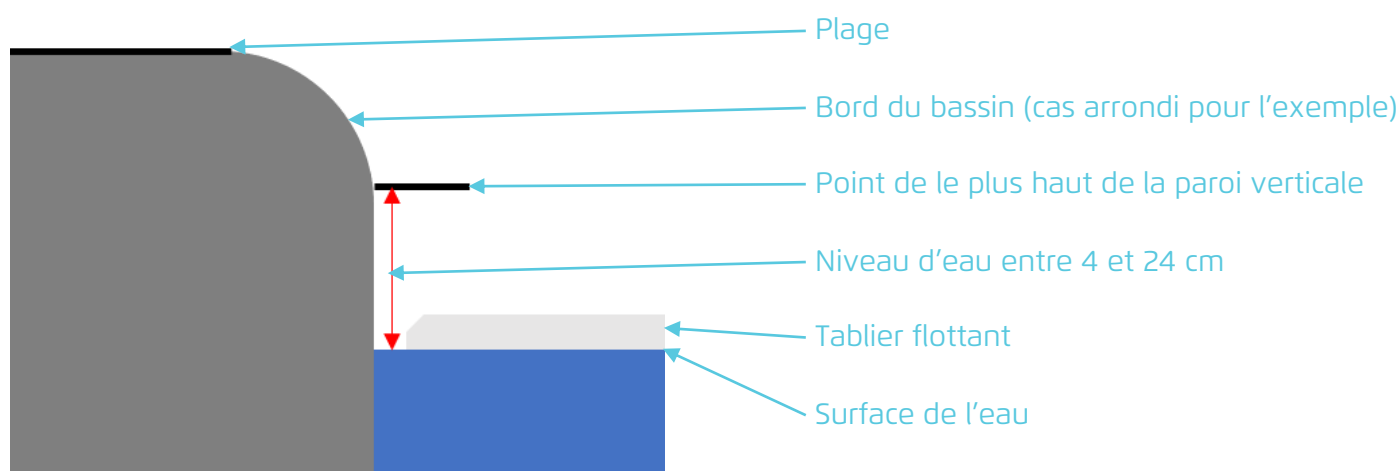 Plage
Bord du bassin (cas arrondi pour l'exemple)
Point de le plus haut de la paroi verticale
Niveau d'eau entre 4 et 24 cm
Tablier flottant
Surface de l'eau